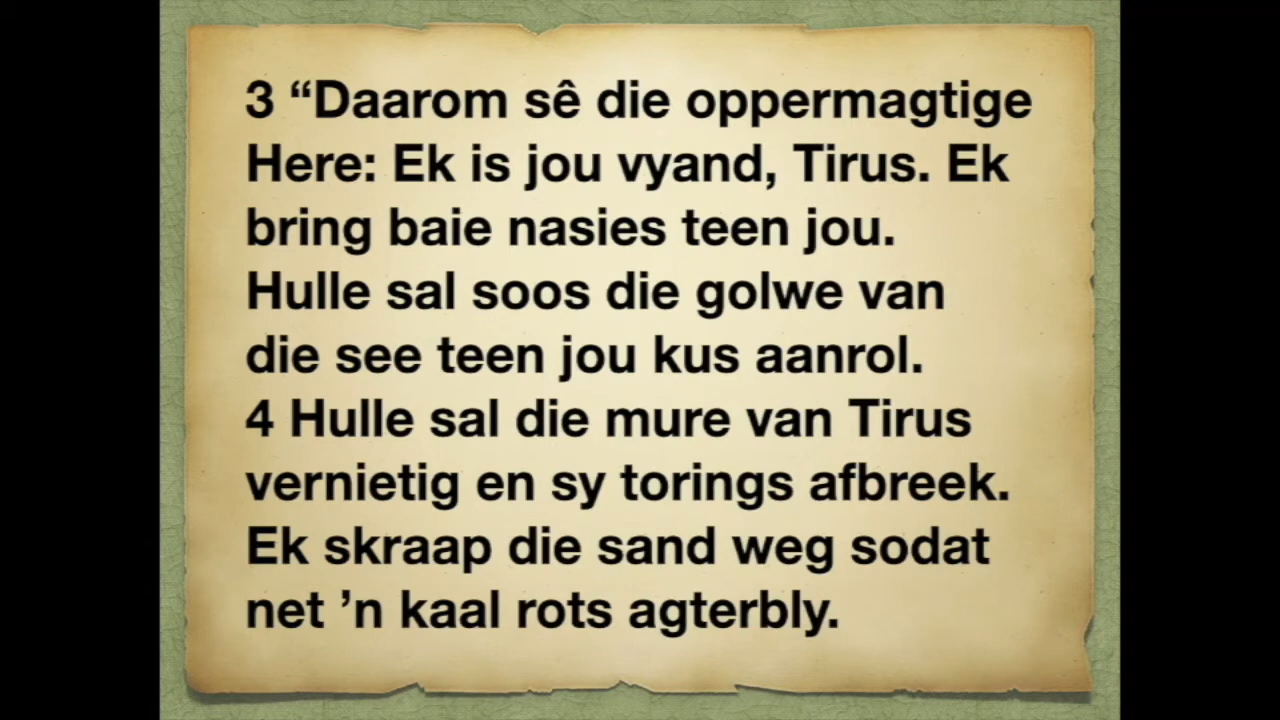 3 “Daarom sê die oppermagtige
Here: Ek is jou vyand, Tirus. Ek
bring baie nasies teen jou.
Hulle sal soos die golwe van
die see teen jou kus aanrol.
4 Hulle sal die mure van Tirus
vernietig en sy torings afbreek.
Ek skraap die sand weg sodat
net ’n kaal rots agterbly.